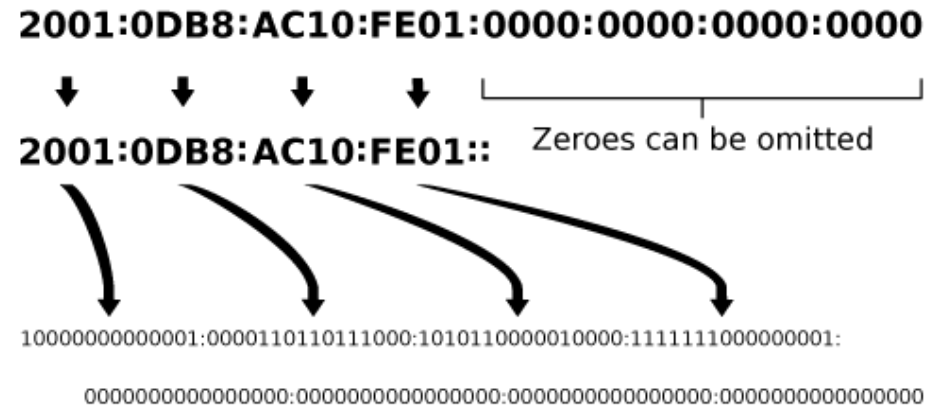 2001:0DB8:AC10:FE01:0000:0000:0000:0000
Zeroes can be omitted
2001:0DB8:AC10:FE01::
10000000000001:0000110110111000:1010110000010000:1111111000000001:
0000000000000000:0000000000000000:0000000000000000:0000000000000000